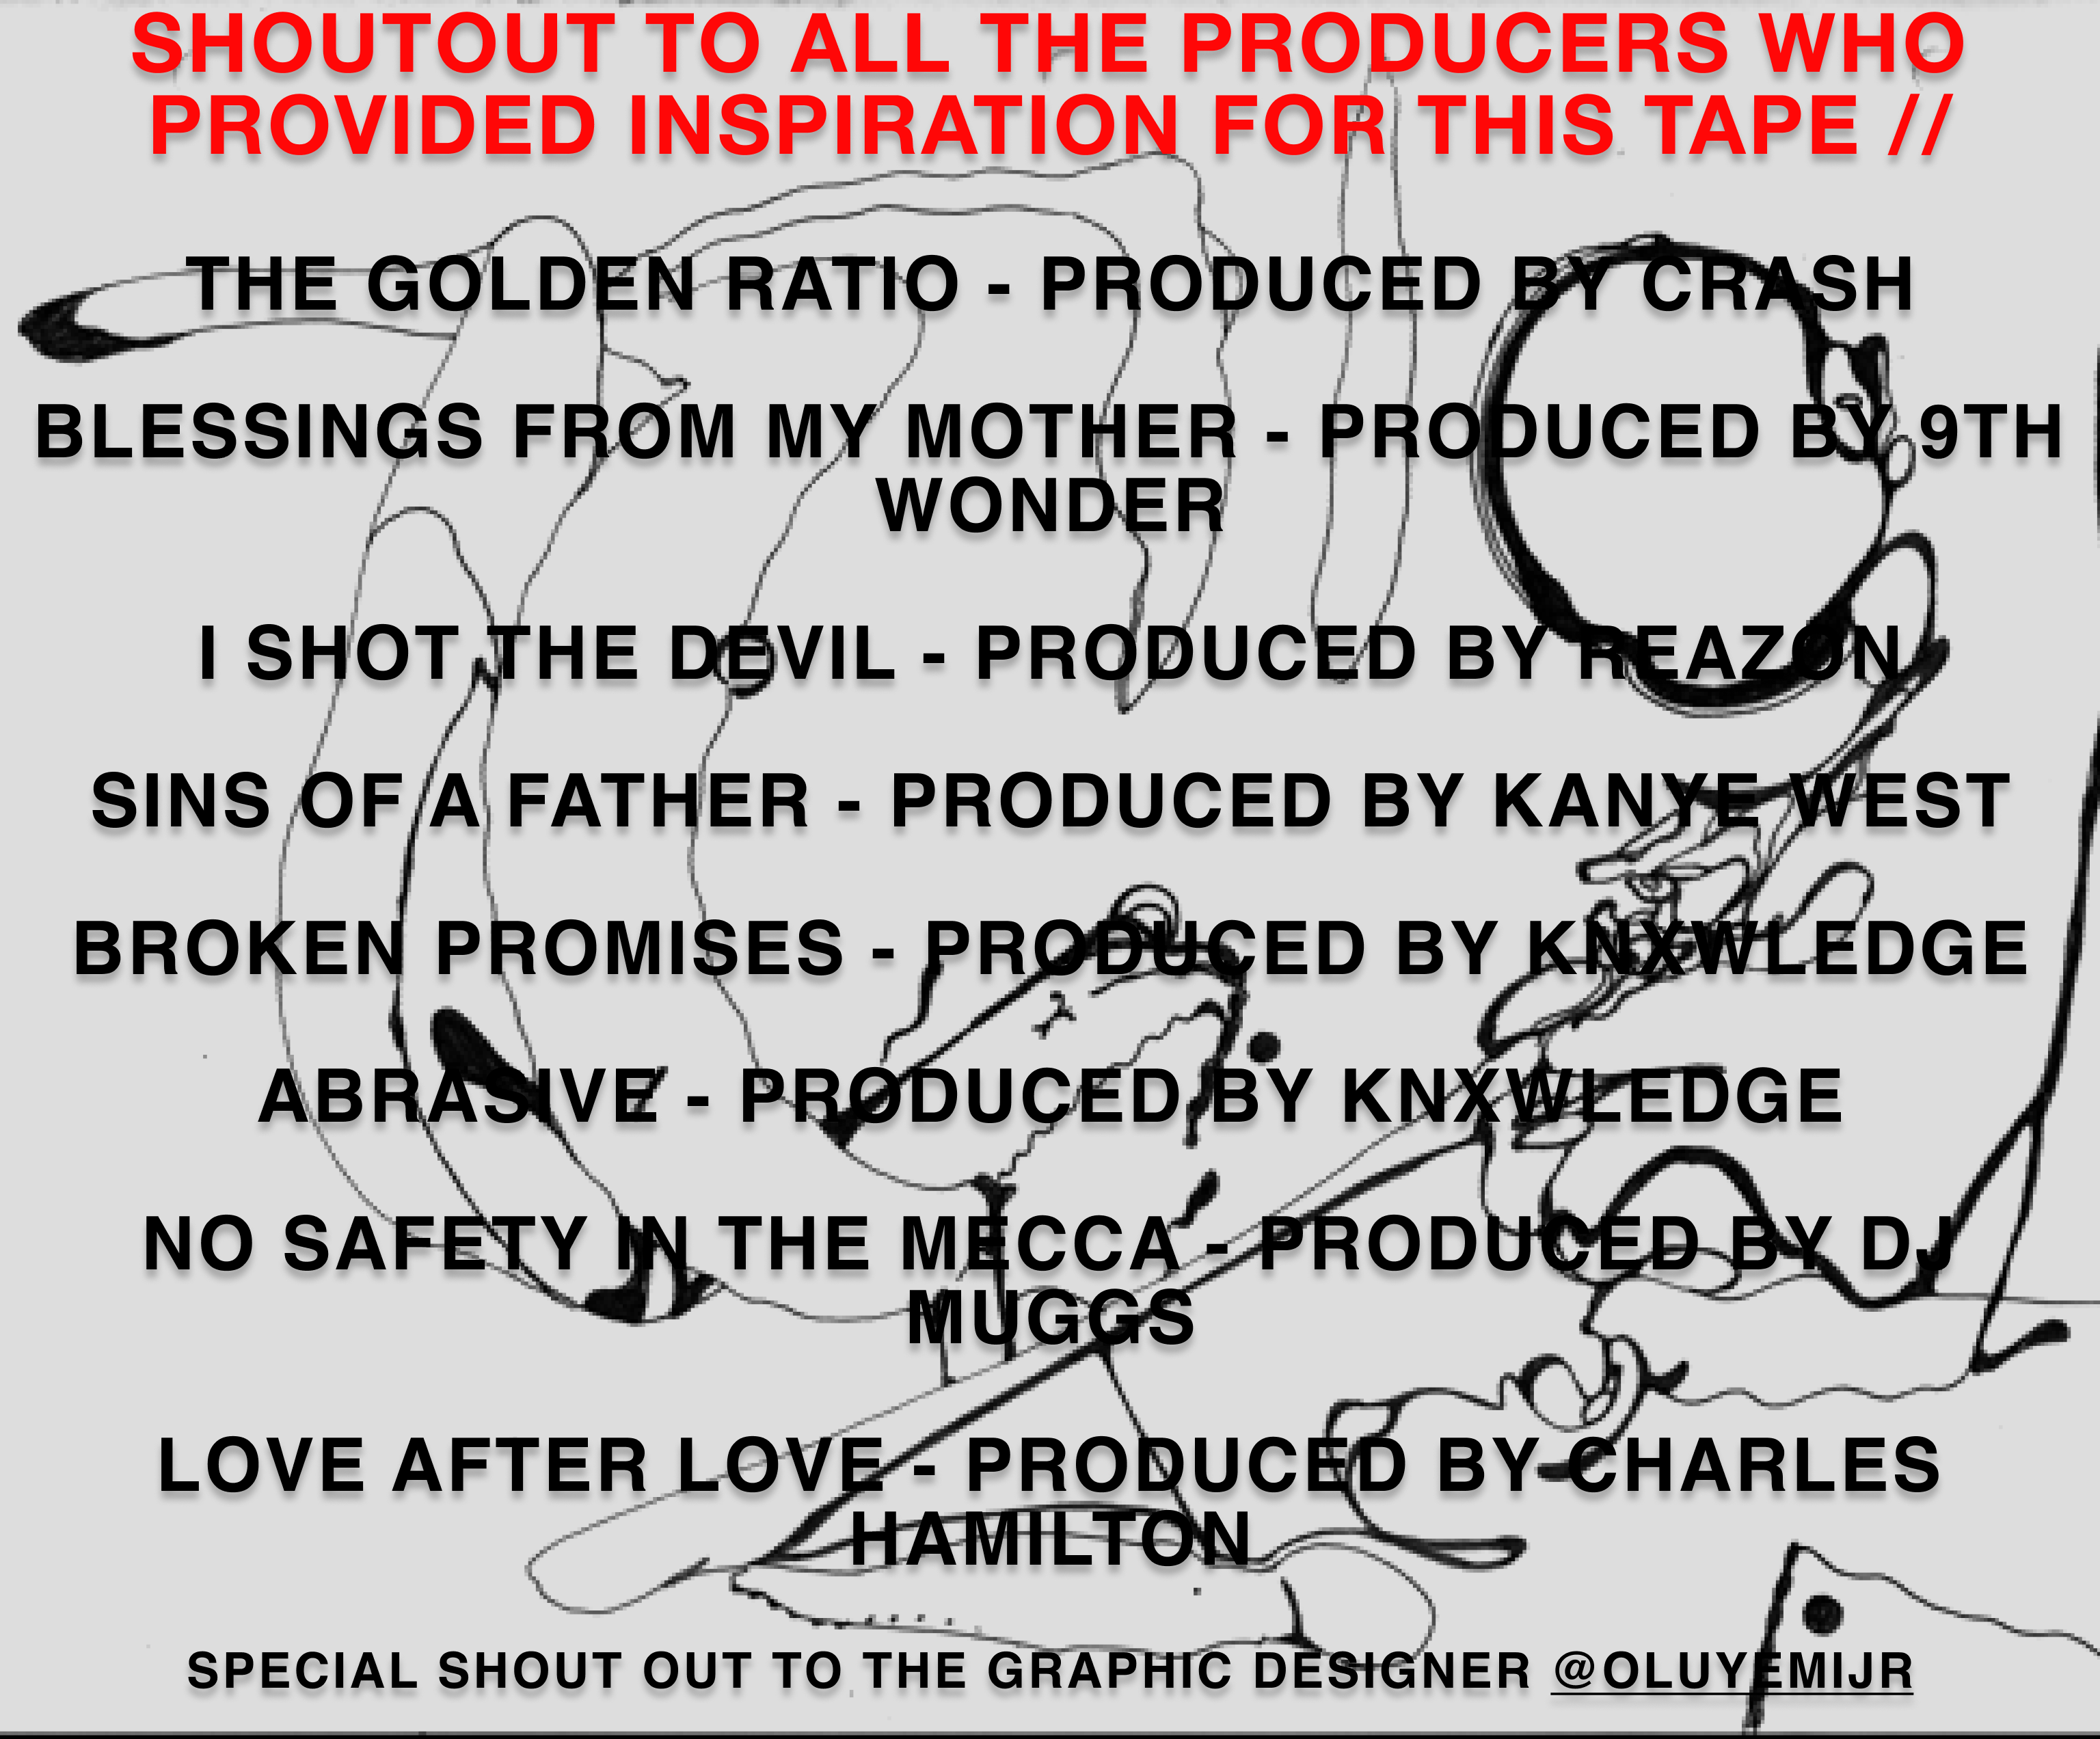 SHOUTOUT TO ALL THE PRODUCERS WHO
PROVIDED INSPIRATION FOR THIS TAPE //
THE GOLDEN RATIO - PRODUCED BY CRASH
BLESSINGS FROM MY MOTHER - PRODUCED BY 9TH
WONDER
I SHOT THE DEVIL - PRODUCED BY REAZON
SINS OF A FATHER - PRODUCED BY KANYE WEST
BROKEN PROMISES - PRODUCED BY KNXWLEDGE
ABRASIVE - PRODUCED BY KNXWLEDGE
NO SAFETY IN THE MECCA - PRODUCED BY DJ
MUGGS
LOVE AFTER LOVE - PRODUCED BY CHARLES
HAMILTON
SPECIAL SHOUT OUT TO THE GRAPHIC DESIGNER @OLUYEMIJR